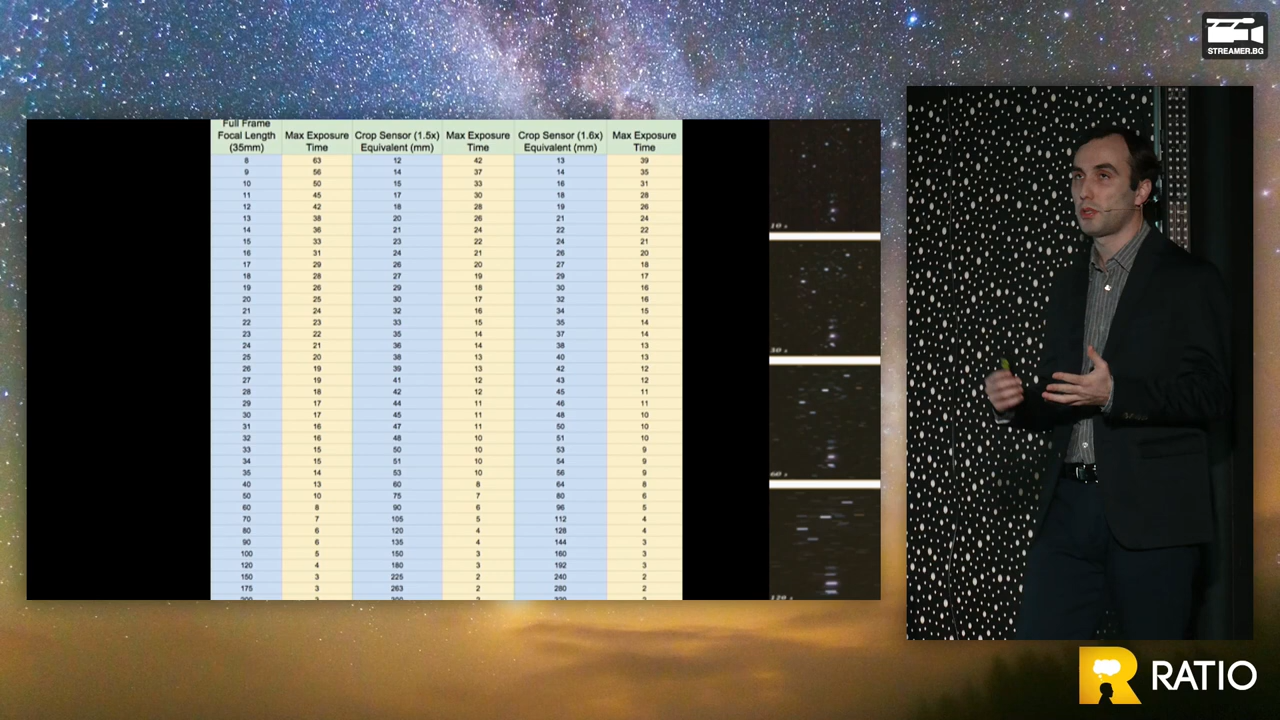 STREAMER.BG
Full Frame Focal Length (35mm) Max Exposure Time Crop Sensor (1.5x) Equivalent (mm) Max Exposure Time Crop Sensor (1.6x) Equivalent (mm) Max Exposure Time
8 63 12 42 13 39
9 56 14 37 14 35
10 50 15 33 16 31
11 45 17 30 18 28
12 42 18 28 19 26
13 38 20 26 21 24
14 36 21 24 22 22
15 33 23 22 24 21
16 31 24 21 26 20
17 29 26 20 27 18
18 28 27 19 29 17
19 26 29 18 30 16
20 25 30 17 32 16
21 24 32 16 34 15
22 23 33 15 35 14
23 22 35 14 37 14
24 21 36 14 38 13
25 20 38 13 40 13
26 19 39 13 42 12
27 19 41 12 43 12
28 18 42 12 45 11
29 17 44 11 46 11
30 17 45 11 48 10
31 16 47 11 50 10
32 16 48 10 51 10
33 15 50 10 53 9
34 15 51 10 54 9
35 14 53 10 56 9
40 13 60 8 64 8
50 10 75 7 80 6
60 8 90 6 96 5
70 7 105 5 112 4
80 6 120 4 128 4
90 6 135 4 144 3
100 5 150 3 160 3
120 4 180 3 192 3
150 3 225 2 240 2
175 3 263 2 280 2
10 s
30 s
60 s
120 s
R RATIO